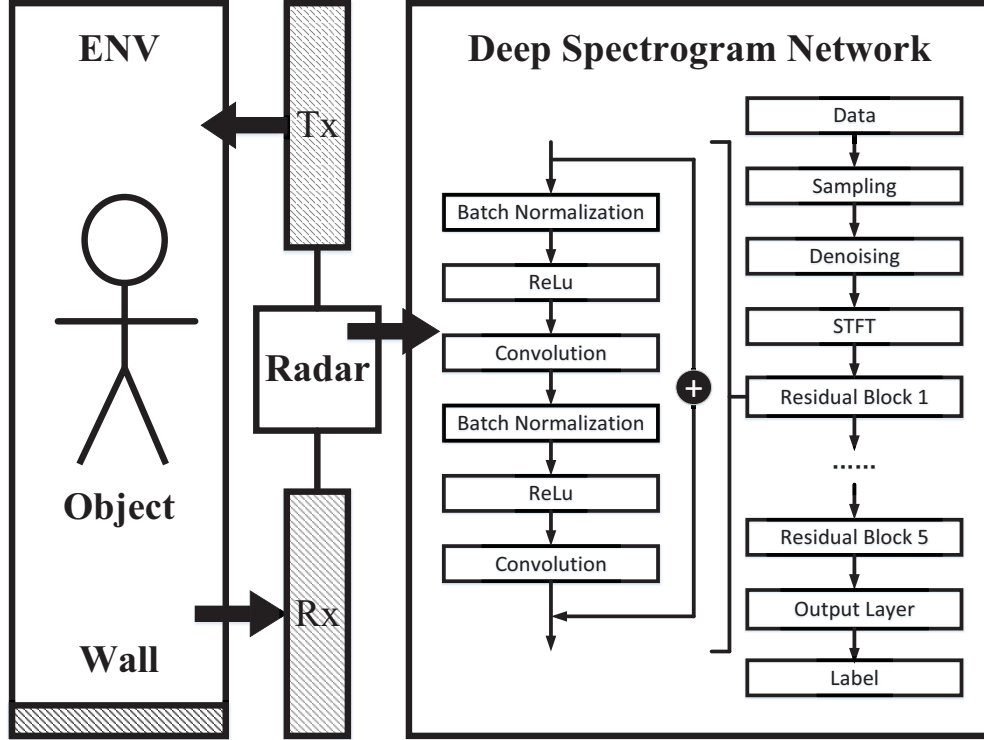 ENV
Tx
Radar
Object
Rx
Wall
Deep Spectrogram Network
Batch Normalization
ReLu
Convolution
Batch Normalization
ReLu
Convolution
+
Data
Sampling
Denoising
STFT
Residual Block 1
......
Residual Block 5
Output Layer
Label